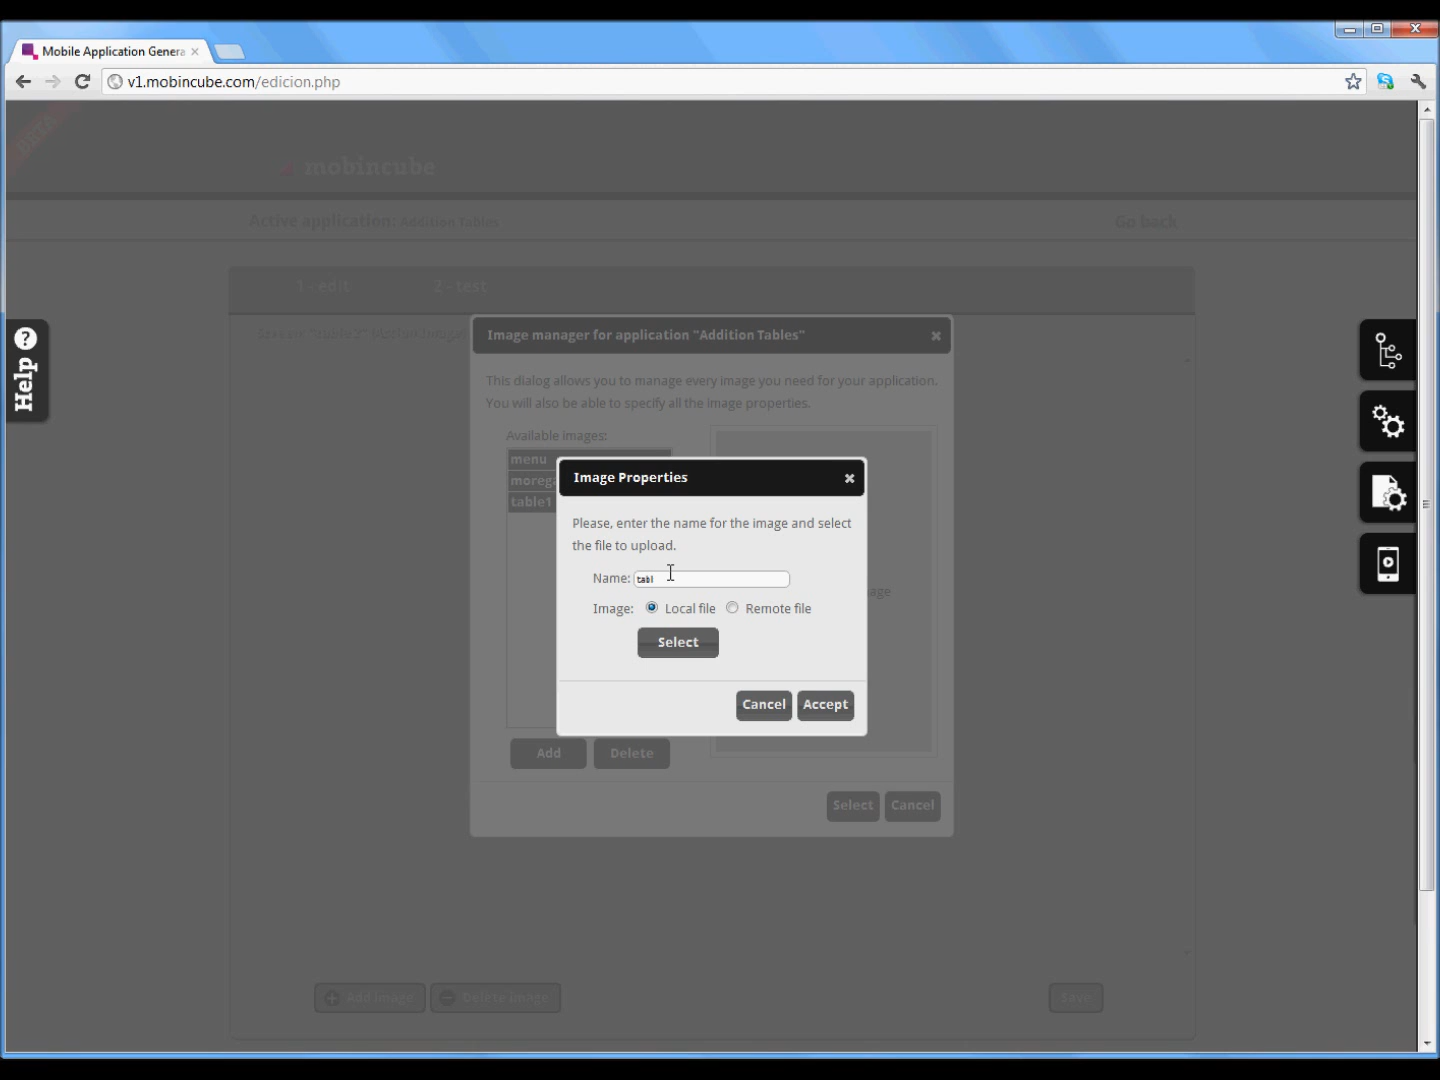 Mobile Application Genera
v1.mobincube.com/edicion.php
BETA
mobincube
Active application: Addition Tables
Go back
1 - edit
2 - test
Image manager for application "Addition Tables"
This dialog allows you to manage every image you need for your application.
You will also be able to specify all the image properties.
Available images:
menu
table1
Help ?
Image Properties
Please, enter the name for the image and select
the file to upload.
Name: tabl
Image: Local file Remote file
Select
Cancel Accept
Add Delete
Select Cancel
Add image Delete image
Save